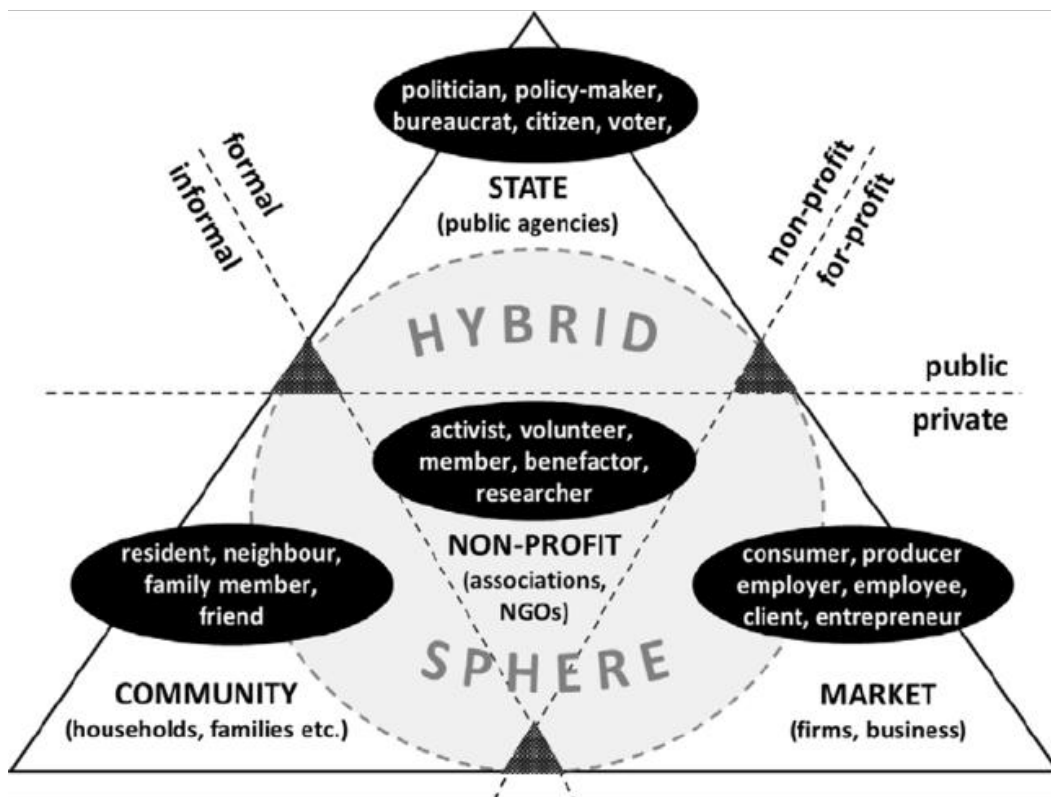 politician, policy-maker,
bureaucrat, citizen, voter,
formal
informal
non-profit
for-profit
STATE
(public agencies)
HYBRID
public
private
activist, volunteer,
member, benefactor,
researcher
NON-PROFIT
(associations,
NGOs)
resident, neighbour,
family member,
friend
consumer, producer
employer, employee,
client, entrepreneur
SPHERE
COMMUNITY
(households, families etc.)
MARKET
(firms, business)